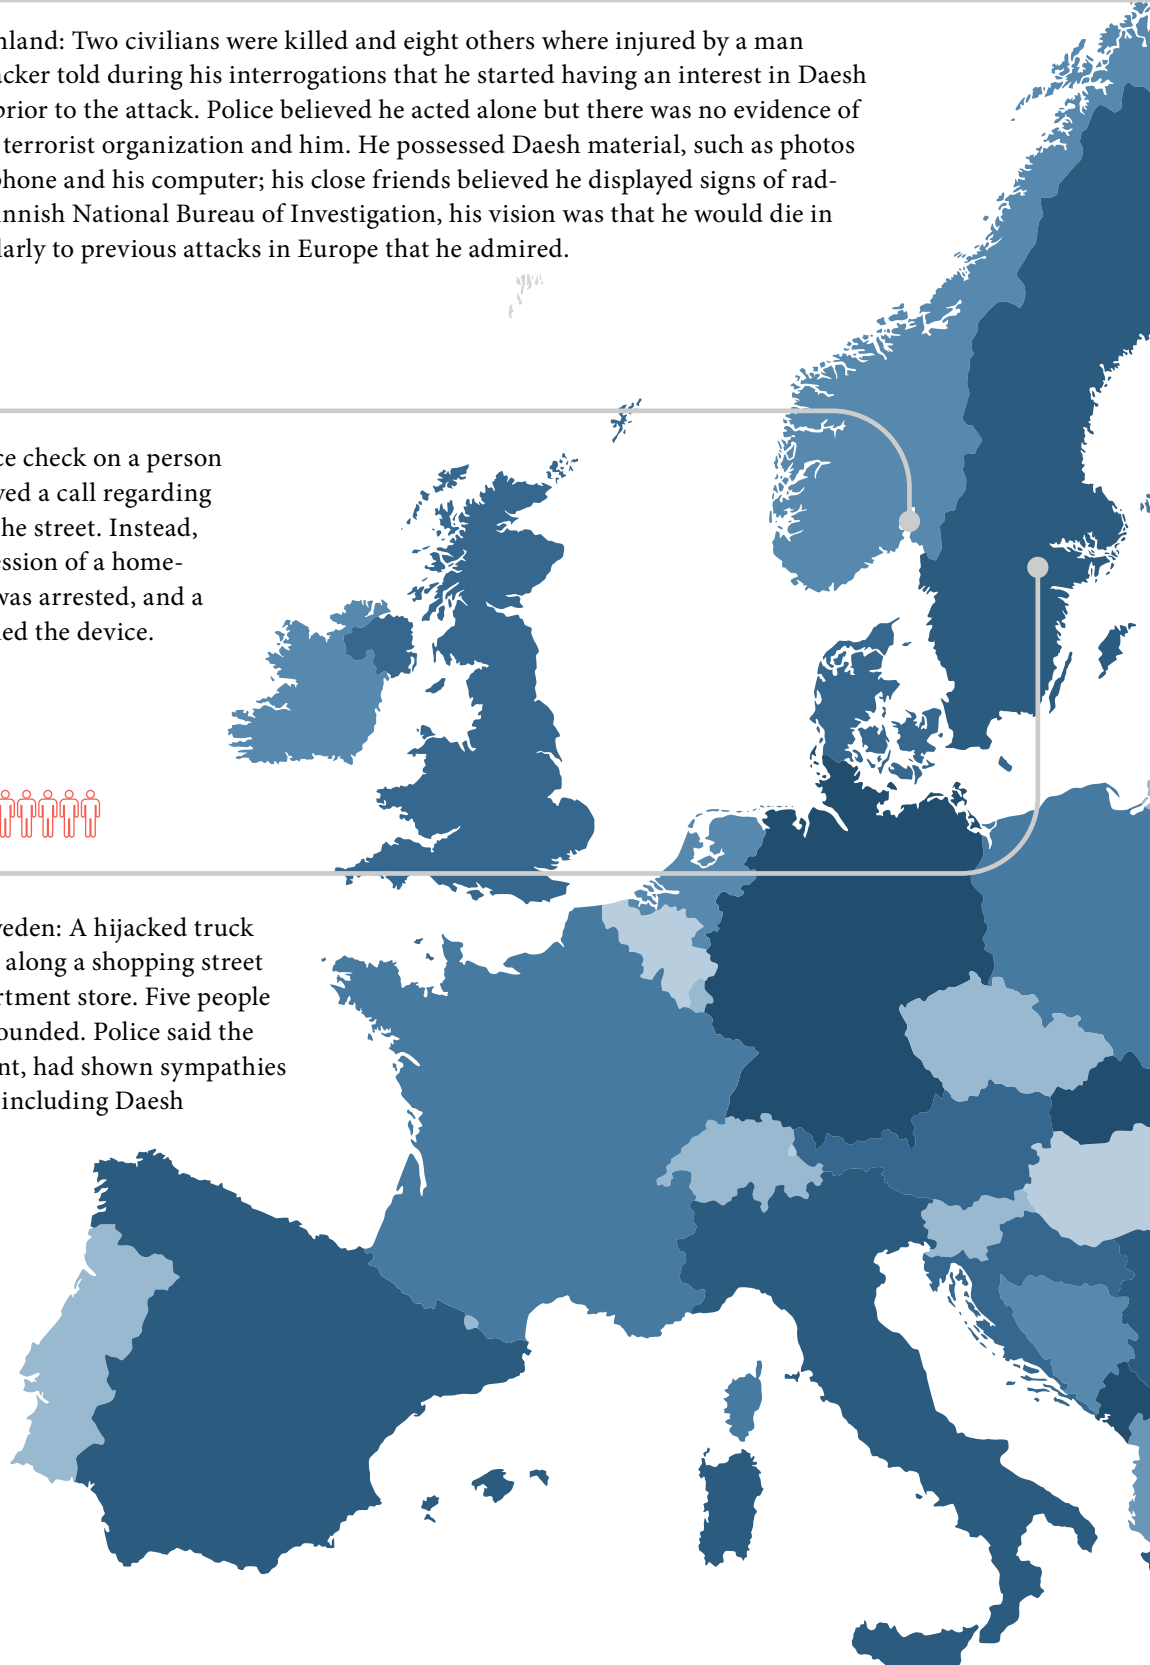 nland: Two civilians were killed and eight others where injured by a man
cker told during his interrogations that he started having an interest in Daesh
prior to the attack. Police believed he acted alone but there was no evidence of
terrorist organization and him. He possessed Daesh material, such as photos
phone and his computer; his close friends believed he displayed signs of rad-
innish National Bureau of Investigation, his vision was that he would die in
larly to previous attacks in Europe that he admired.
ce check on a person
ved a call regarding
he street. Instead,
ession of a home-
was arrested, and a
led the device.
veden: A hijacked truck
along a shopping street
rtment store. Five people
ounded. Police said the
nt, had shown sympathies
including Daesh